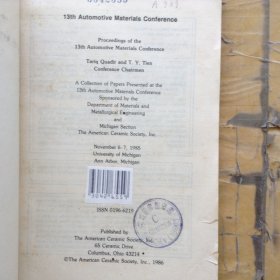 13th Automotive Materials Conference
Proceedings of the
13th Automotive Materials Conference
Tariq Quadir and T. Y. Tien
Conference Chairmen
A Collection of Papers Presented at the
13th Automotive Materials Conference
Sponsored by the
Department of Materials and
Metallurgical Engineering
and
Michigan Section
The American Ceramic Society, Inc.
November 6-7, 1985
University of Michigan
Ann Arbor, Michigan
ISSN 0196-6219
Published by
The American Ceramic Society, Inc.
65 Ceramic Drive
Columbus, Ohio 43214
©The American Ceramic Society, Inc., 1986